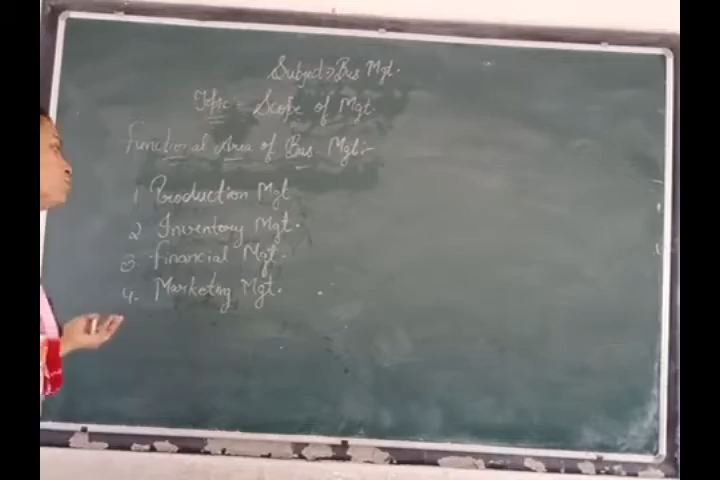 Subject→ Bus Mgt.
Topic = Scope of Mgt.
Functional Area of Bus. Mgt:-
1 Production Mgt
2 Inventory Mgt.
3. Financial Mgt.
4. Marketing Mgt.